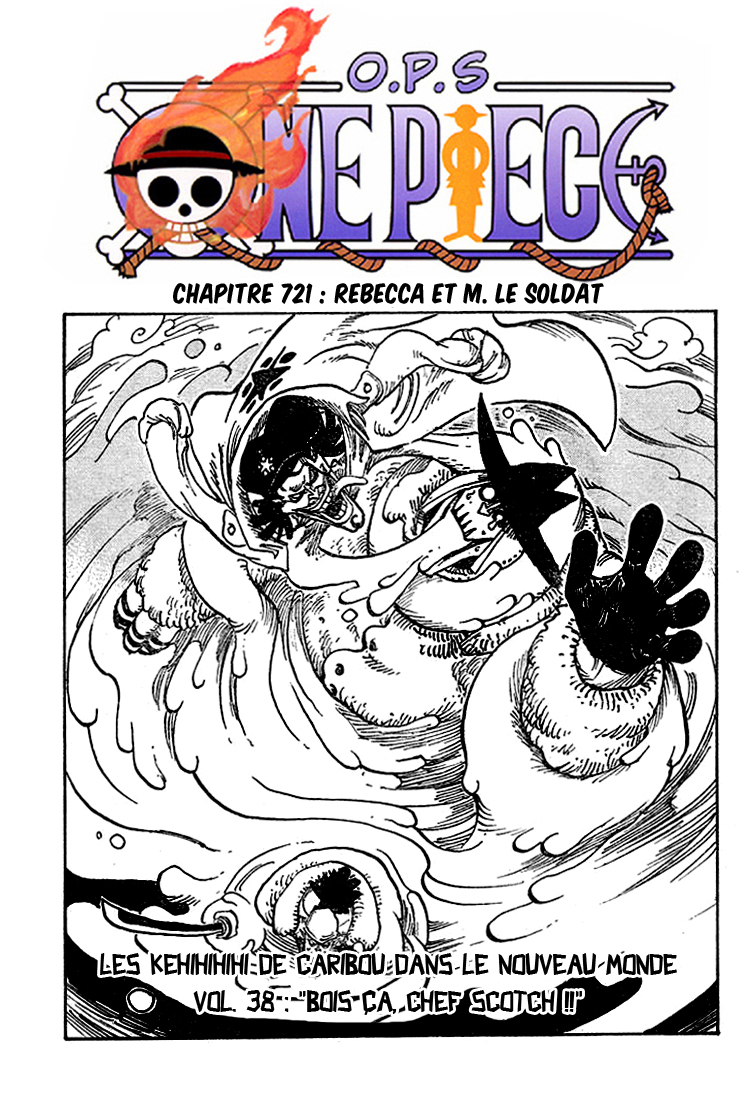 O.P.S
ONE PIECE
CHAPITRE 721 : REBECCA ET M. LE SOLDAT
LES KEHIHIHIHI DE CARIBOU DANS LE NOUVEAU MONDE
VOL. 38 : "BOIS ÇA, CHEF SCOTCH !!"